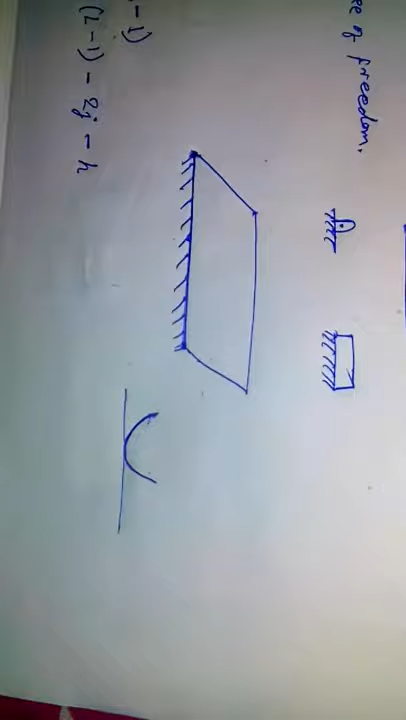 ee of freedom.
- 1)
(l-1) - 2j - h